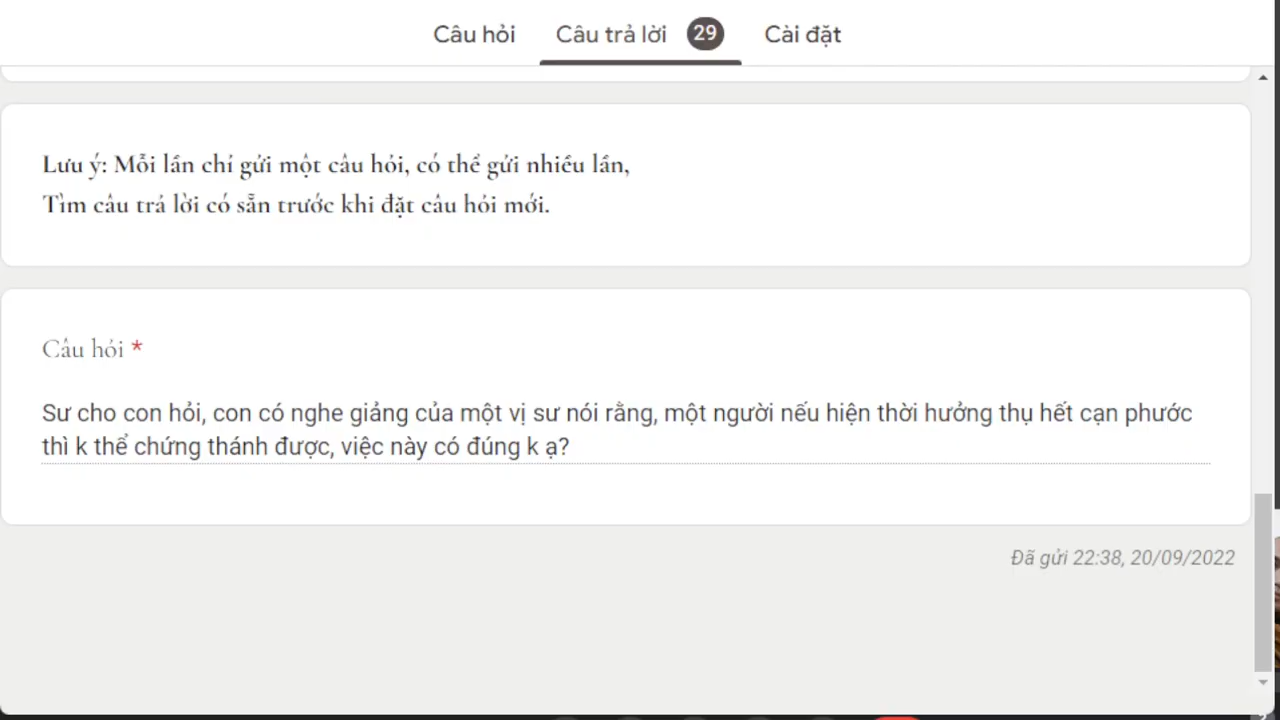 Câu hỏi Câu trả lời 29 Cài đặt
Lưu ý: Mỗi lần chỉ gửi một câu hỏi, có thể gửi nhiều lần,
Tìm câu trả lời có sẵn trước khi đặt câu hỏi mới.
Câu hỏi *
Sư cho con hỏi, con có nghe giảng của một vị sư nói rằng, một người nếu hiện thời hưởng thụ hết cạn phước
thì k thể chứng thánh được, việc này có đúng k ạ?
Đã gửi 22:38, 20/09/2022